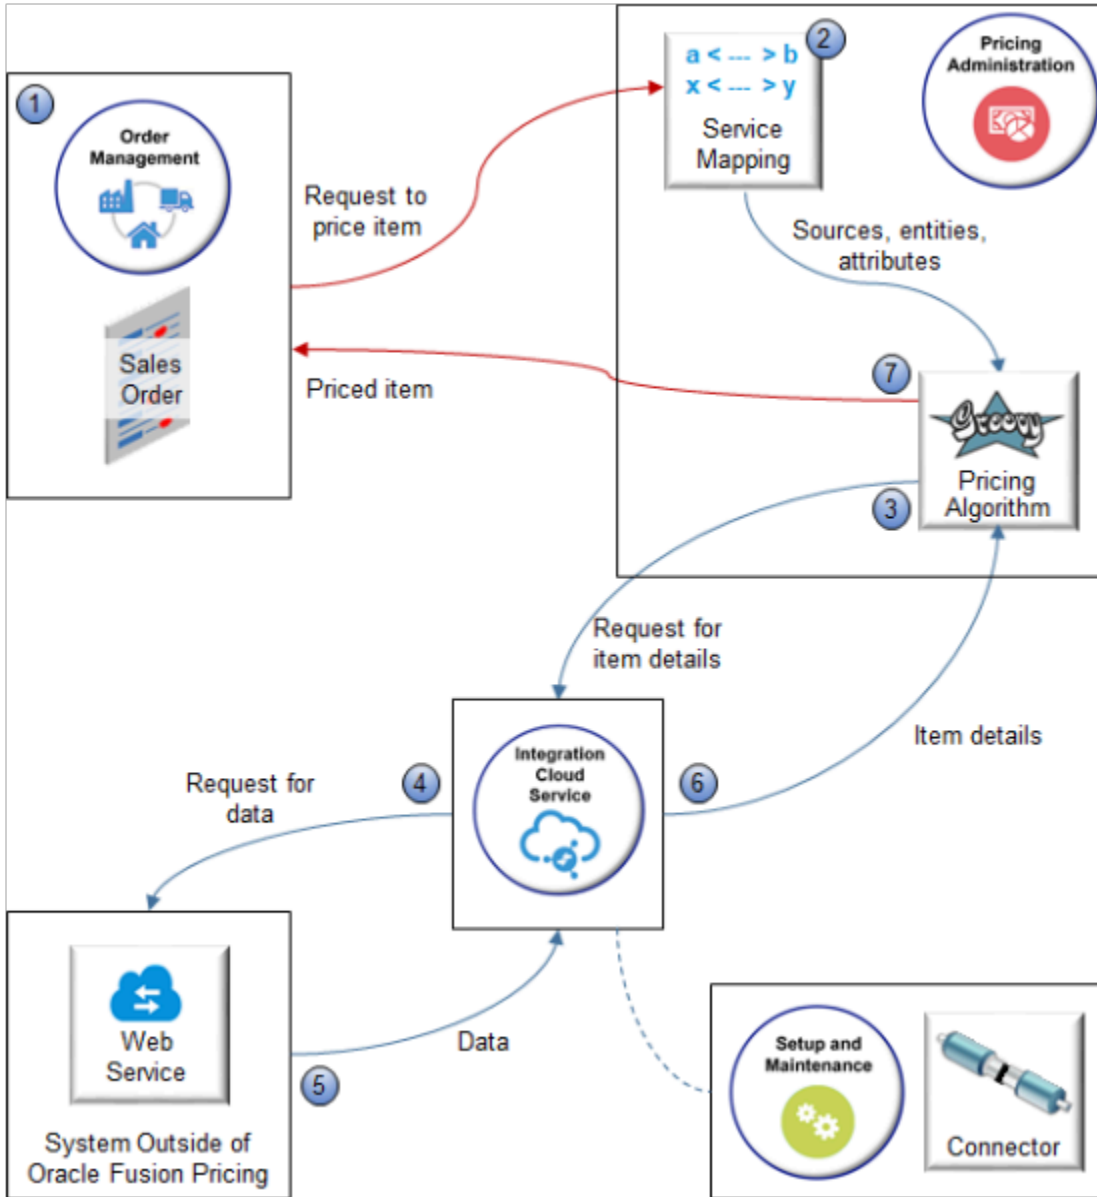 1
Order
Management
Sales
Order
Request to
price item
Priced item
2
a < --- > b
x < --- > y
Service
Mapping
Pricing
Administration
Sources, entities,
attributes
7
Groovy
Pricing
Algorithm
3
Request for
item details
Item details
Integration
Cloud
Service
4
6
Request for
data
Web
Service
System Outside of
Oracle Fusion Pricing
5
Data
Setup and
Maintenance
Connector